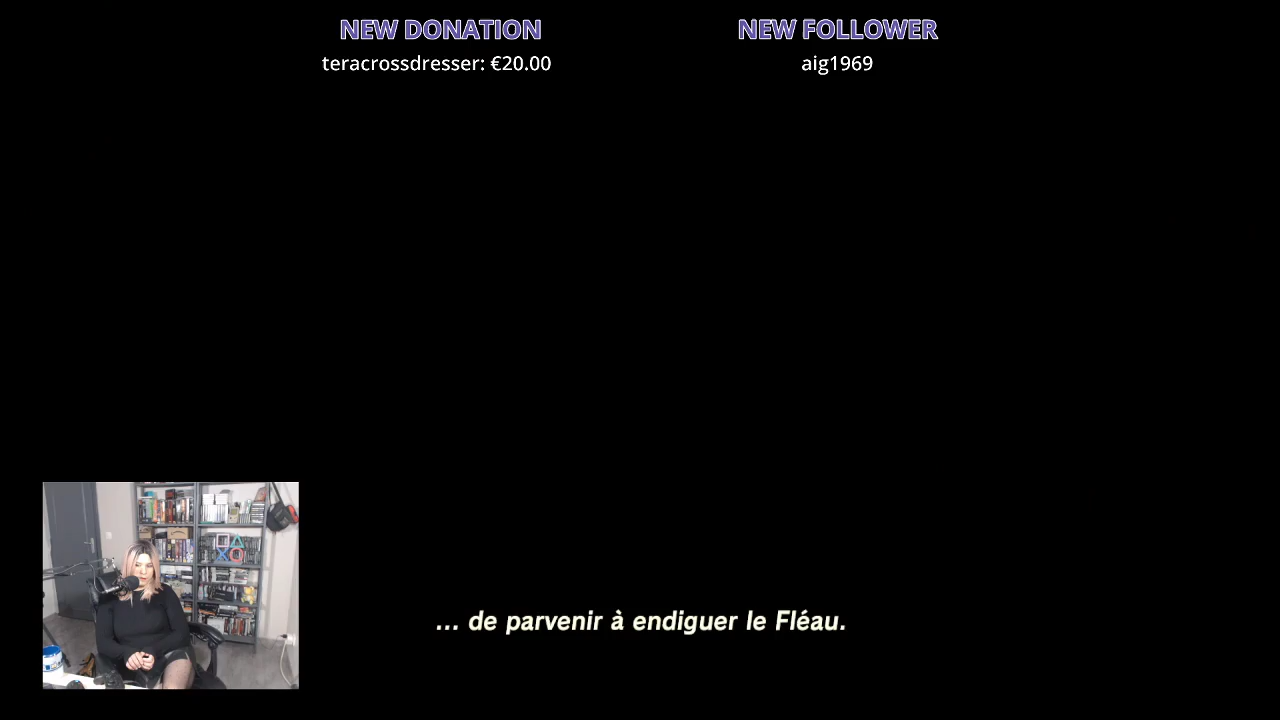 NEW DONATION
teracrossdresser: €20.00
NEW FOLLOWER
aig1969
... de parvenir à endiguer le Fléau.